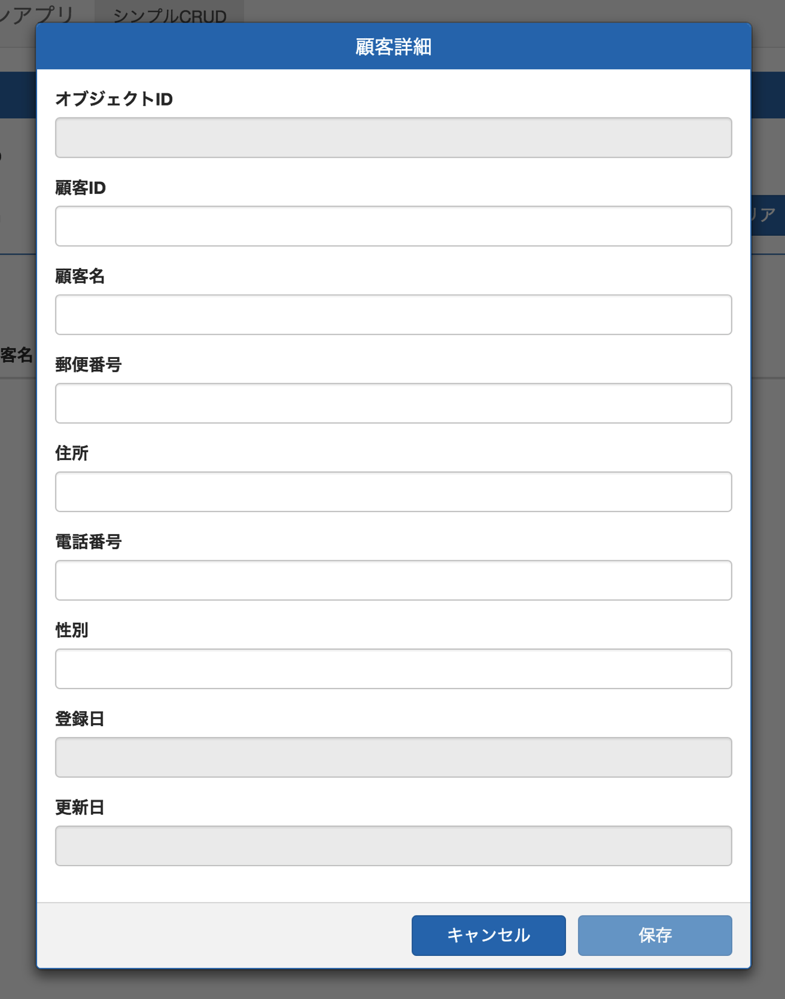 ンアプリ シンプルCRUD
顧客詳細
オブジェクトID
顧客ID
リア
顧客名
客名
郵便番号
住所
電話番号
性別
登録日
更新日
キャンセル 保存